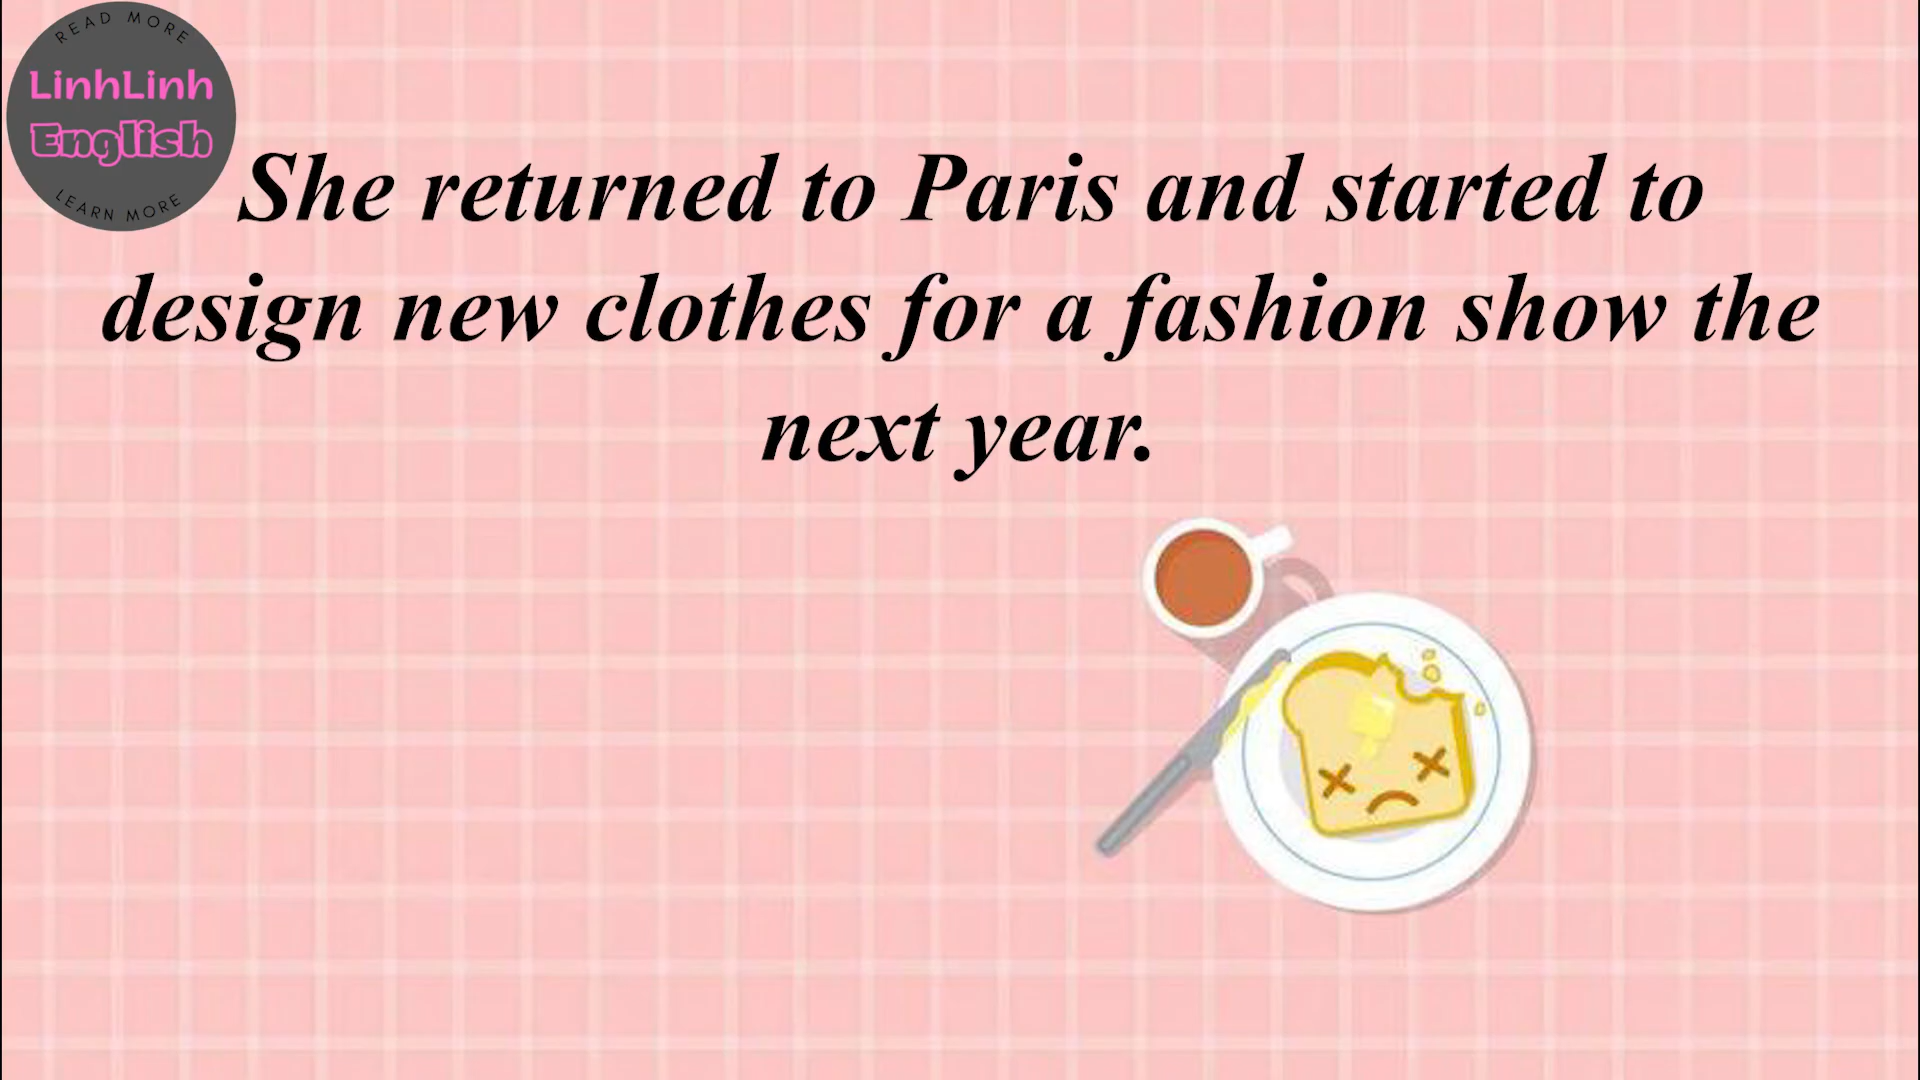 READ MORE
LinhLinh
English
LEARN MORE
She returned to Paris and started to
design new clothes for a fashion show the
next year.